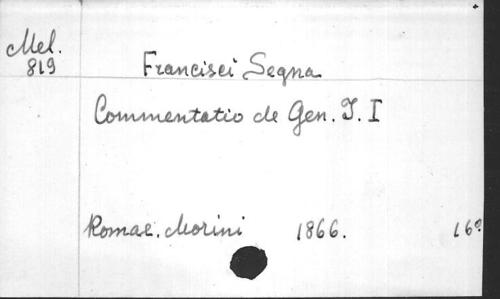 Mel.
819
Francisci Segna
Commentatio de Gen. I. I
Romae. Morini 1866. 16°